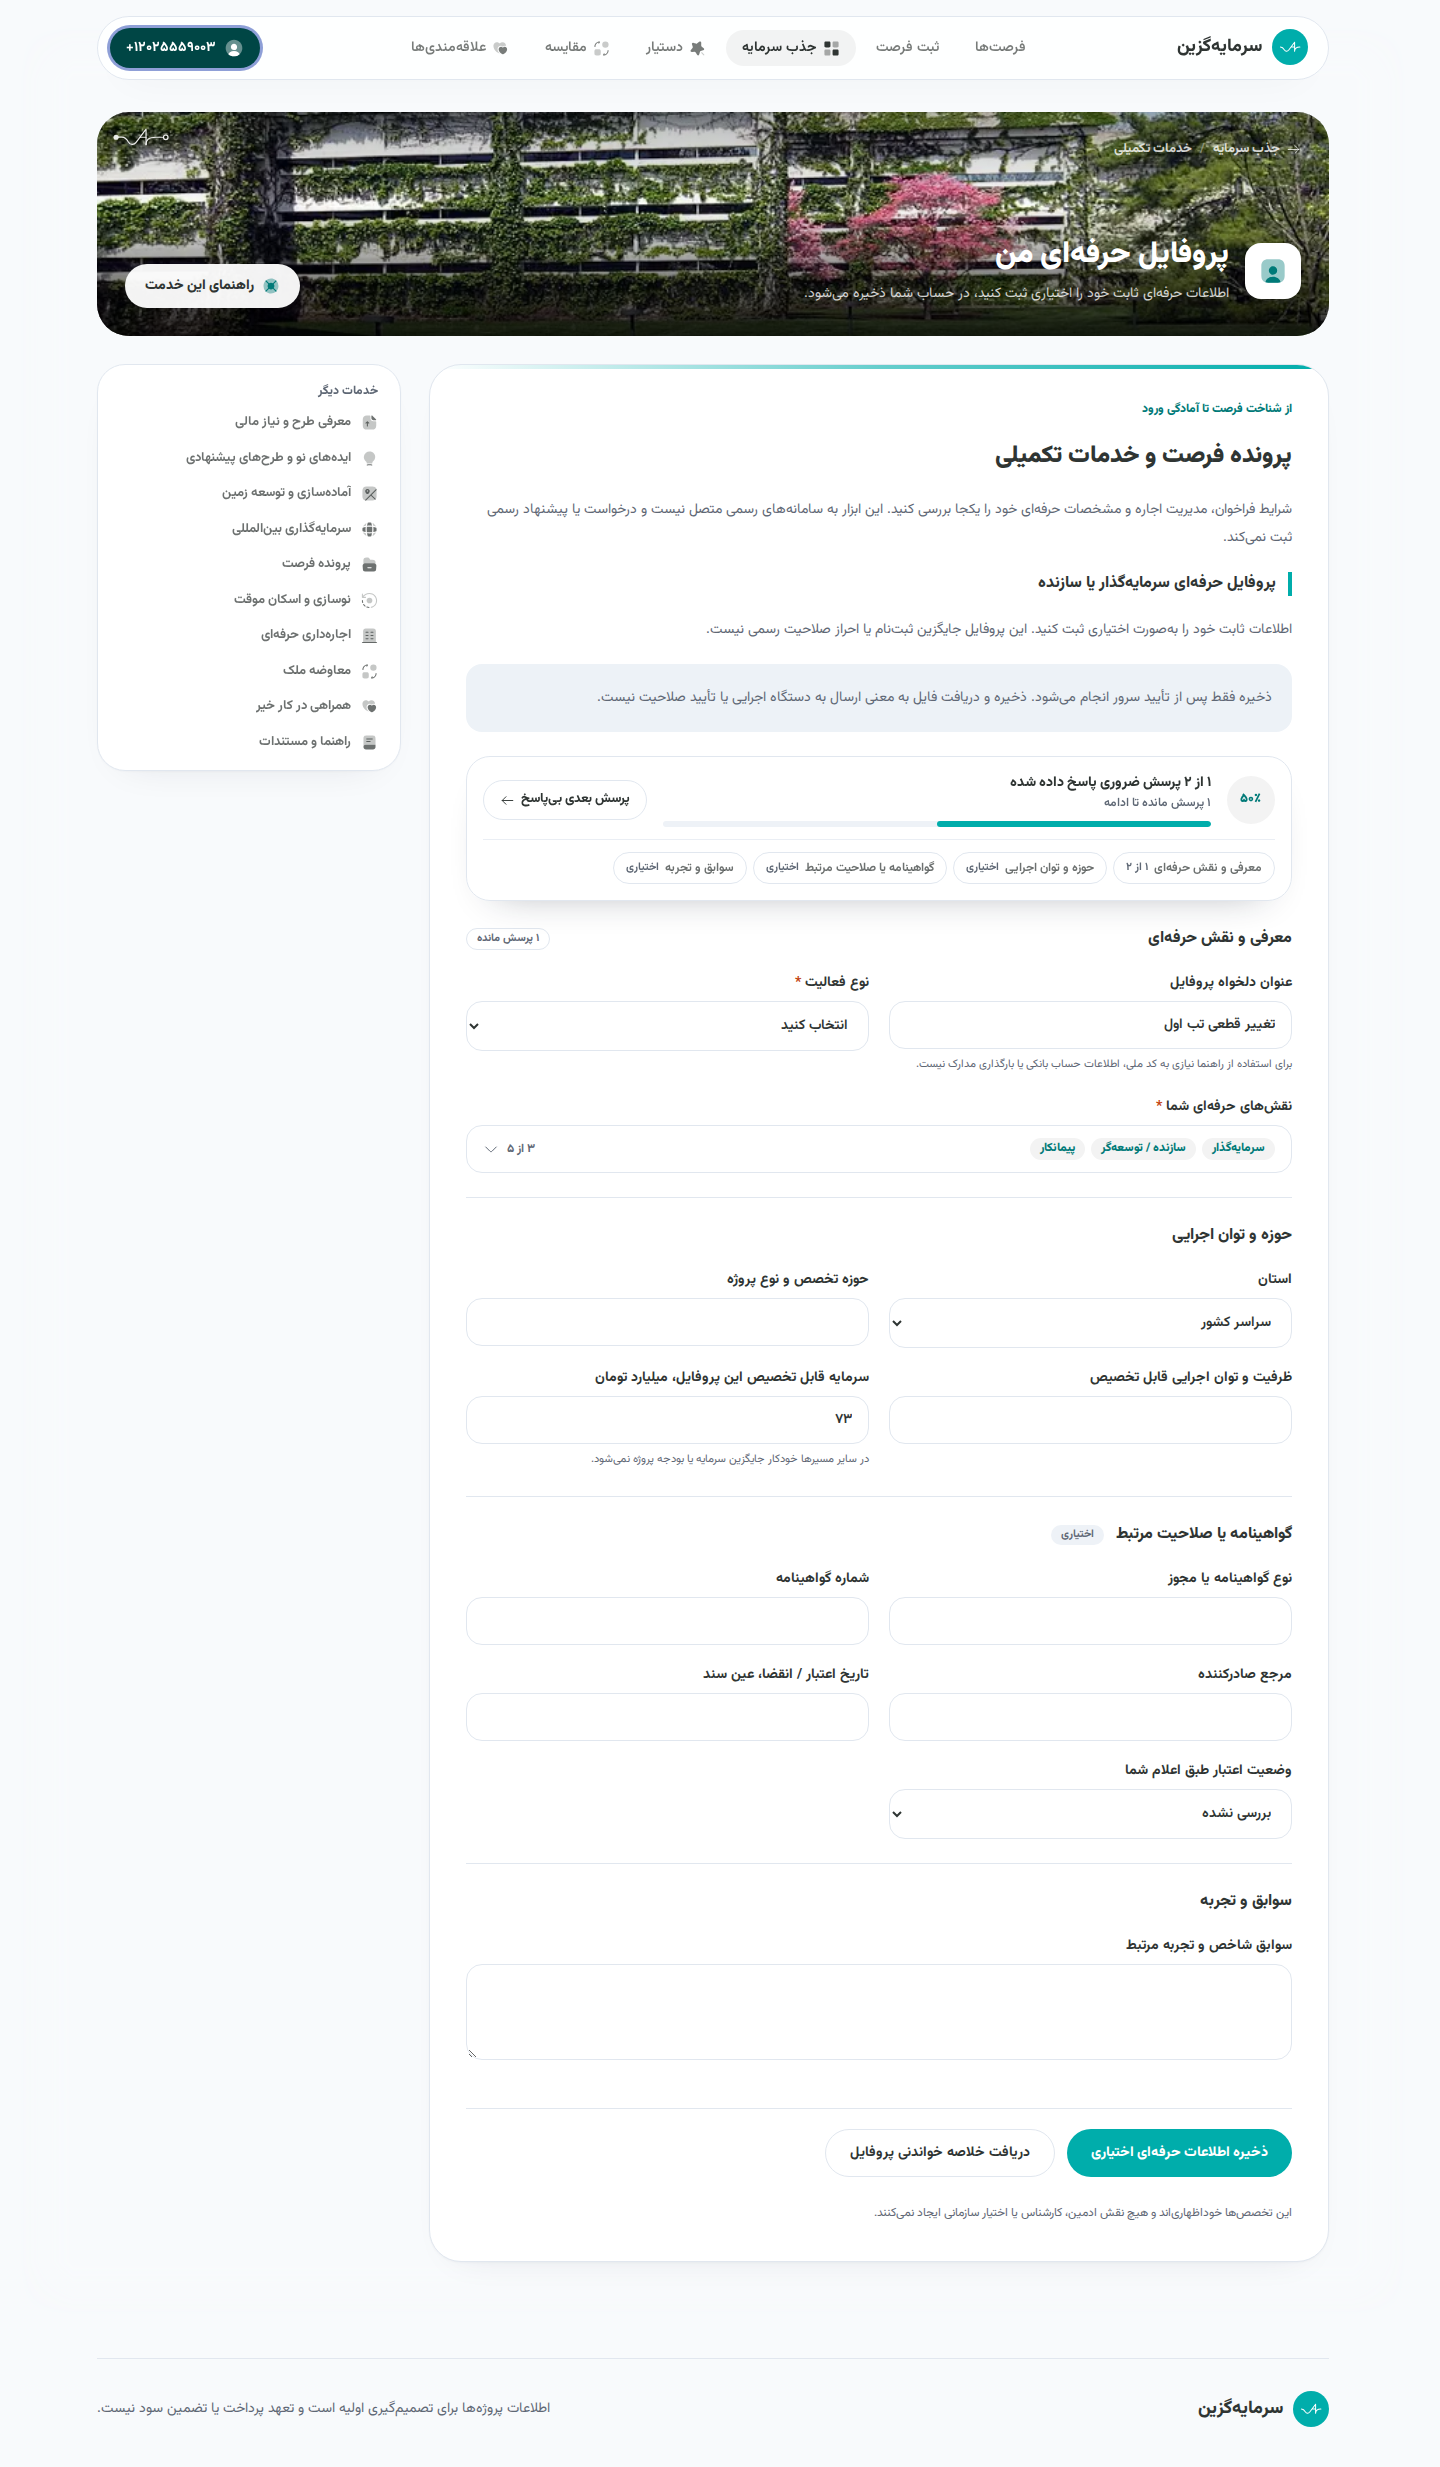 سرمایه‌گزین
فرصت‌ها
ثبت فرصت
جذب سرمایه
دستیار
مقایسه
علاقه‌مندی‌ها
+۱۲۰۲۵۵۵۹۰۰۳
جذب سرمایه / خدمات تکمیلی
پروفایل حرفه‌ای من
اطلاعات حرفه‌ای ثابت خود را اختیاری ثبت کنید، در حساب شما ذخیره می‌شود.
راهنمای این خدمت
از شناخت فرصت تا آمادگی ورود
پرونده فرصت و خدمات تکمیلی
شرایط فراخوان، مدیریت اجاره و مشخصات حرفه‌ای خود را یکجا بررسی کنید. این ابزار به سامانه‌های رسمی متصل نیست و درخواست یا پیشنهاد رسمی
ثبت نمی‌کند.
پروفایل حرفه‌ای سرمایه‌گذار یا سازنده
اطلاعات ثابت خود را به‌صورت اختیاری ثبت کنید. این پروفایل جایگزین ثبت‌نام یا احراز صلاحیت رسمی نیست.
ذخیره فقط پس از تأیید سرور انجام می‌شود. ذخیره و دریافت فایل به معنی ارسال به دستگاه اجرایی یا تأیید صلاحیت نیست.
۵۰٪
۱ از ۲ پرسش ضروری پاسخ داده شده
۱ پرسش مانده تا ادامه
پرسش بعدی بی‌پاسخ
معرفی و نقش حرفه‌ای ۱ از ۲
حوزه و توان اجرایی اختیاری
گواهینامه یا صلاحیت مرتبط اختیاری
سوابق و تجربه اختیاری
معرفی و نقش حرفه‌ای
۱ پرسش مانده
عنوان دلخواه پروفایل
تغییر قطعی تب اول
برای استفاده از راهنما نیازی به کد ملی، اطلاعات حساب بانکی یا بارگذاری مدارک نیست.
نوع فعالیت *
انتخاب کنید
نقش‌های حرفه‌ای شما *
سرمایه‌گذار
سازنده / توسعه‌گر
پیمانکار
۳ از ۵
حوزه و توان اجرایی
استان
سراسر کشور
حوزه تخصص و نوع پروژه
ظرفیت و توان اجرایی قابل تخصیص
سرمایه قابل تخصیص این پروفایل، میلیارد تومان
۷۳
در سایر مسیرها خودکار جایگزین سرمایه یا بودجه پروژه نمی‌شود.
گواهینامه یا صلاحیت مرتبط
اختیاری
نوع گواهینامه یا مجوز
شماره گواهینامه
مرجع صادرکننده
تاریخ اعتبار / انقضا، عین سند
وضعیت اعتبار طبق اعلام شما
بررسی نشده
سوابق و تجربه
سوابق شاخص و تجربه مرتبط
ذخیره اطلاعات حرفه‌ای اختیاری
دریافت خلاصه خواندنی پروفایل
این تخصص‌ها خوداظهاری‌اند و هیچ نقش ادمین، کارشناس یا اختیار سازمانی ایجاد نمی‌کنند.
خدمات دیگر
معرفی طرح و نیاز مالی
ایده‌های نو و طرح‌های پیشنهادی
آماده‌سازی و توسعه زمین
سرمایه‌گذاری بین‌المللی
پرونده فرصت
نوسازی و اسکان موقت
اجاره‌داری حرفه‌ای
معاوضه ملک
همراهی در کار خیر
راهنما و مستندات
سرمایه‌گزین
اطلاعات پروژه‌ها برای تصمیم‌گیری اولیه است و تعهد پرداخت یا تضمین سود نیست.